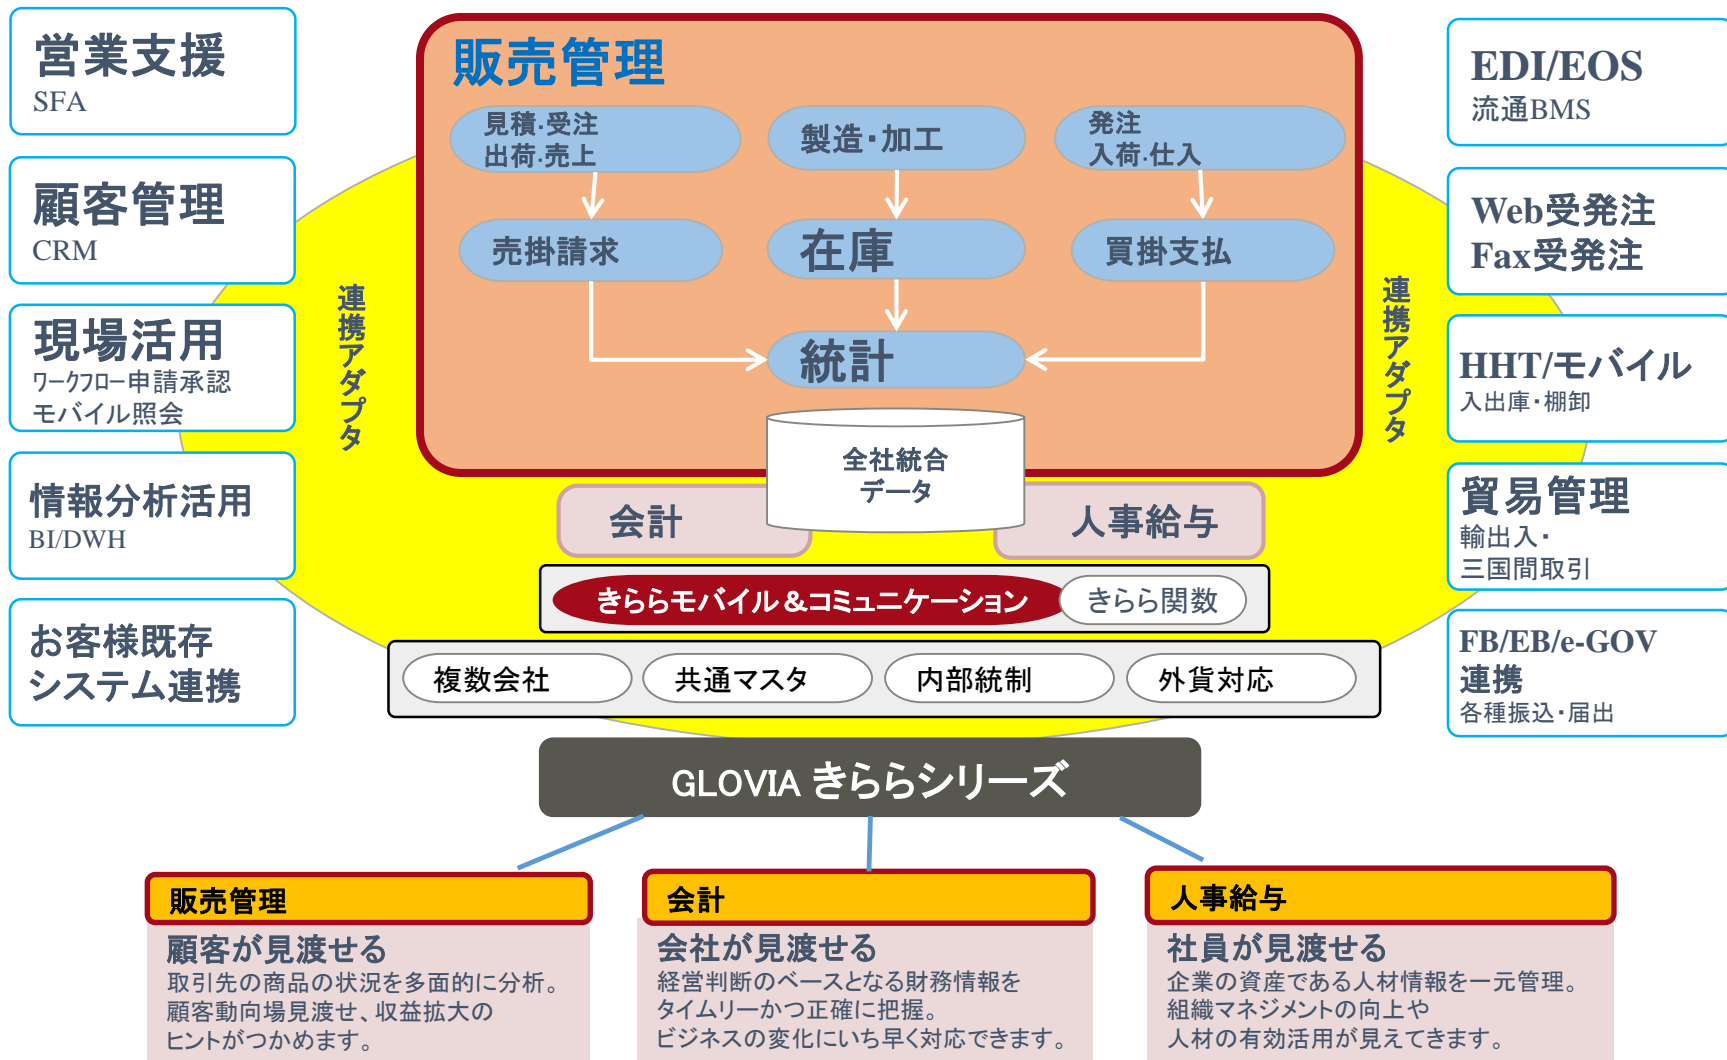 営業支援
SFA
顧客管理
CRM
現場活用
ワークフロー申請承認
モバイル照会
情報分析活用
BI/DWH
お客様既存
システム連携
連携アダプタ
販売管理
見積・受注
出荷・売上
製造・加工
発注
入荷・仕入
売掛請求
在庫
買掛支払
統計
全社統合
データ
会計
人事給与
きららモバイル&コミュニケーション
きらら関数
複数会社
共通マスタ
内部統制
外貨対応
連携アダプタ
EDI/EOS
流通BMS
Web受発注
Fax受発注
HHT/モバイル
入出庫・棚卸
貿易管理
輸出入・
三国間取引
FB/EB/e-GOV
連携
各種振込・届出
GLOVIA きららシリーズ
販売管理
顧客が見渡せる
取引先の商品の状況を多面的に分析。
顧客動向場見渡せ、収益拡大の
ヒントがつかめます。
会計
会社が見渡せる
経営判断のベースとなる財務情報を
タイムリーかつ正確に把握。
ビジネスの変化にいち早く対応できます。
人事給与
社員が見渡せる
企業の資産である人材情報を一元管理。
組織マネジメントの向上や
人材の有効活用が見えてきます。